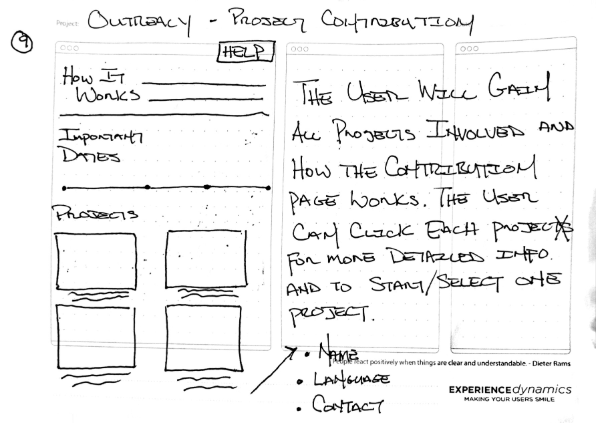 Project: OUTREACY - PROJECT CONTRIBUTION
9
HELP
HOW IT
WORKS
IMPORTANT
DATES
PROJECTS
THE USER WILL GAIN
ALL PROJECTS INVOLVED AND
HOW THE CONTRIBUTION
PAGE WORKS. THE USER
CAN CLICK EACH PROJECT
FOR MORE DETAILED INFO.
AND TO START/SELECT ONE
PROJECT.
• NAME
• LANGUAGE
• CONTACT
People react positively when things are clear and understandable. - Dieter Rams
EXPERIENCEdynamics
MAKING YOUR USERS SMILE